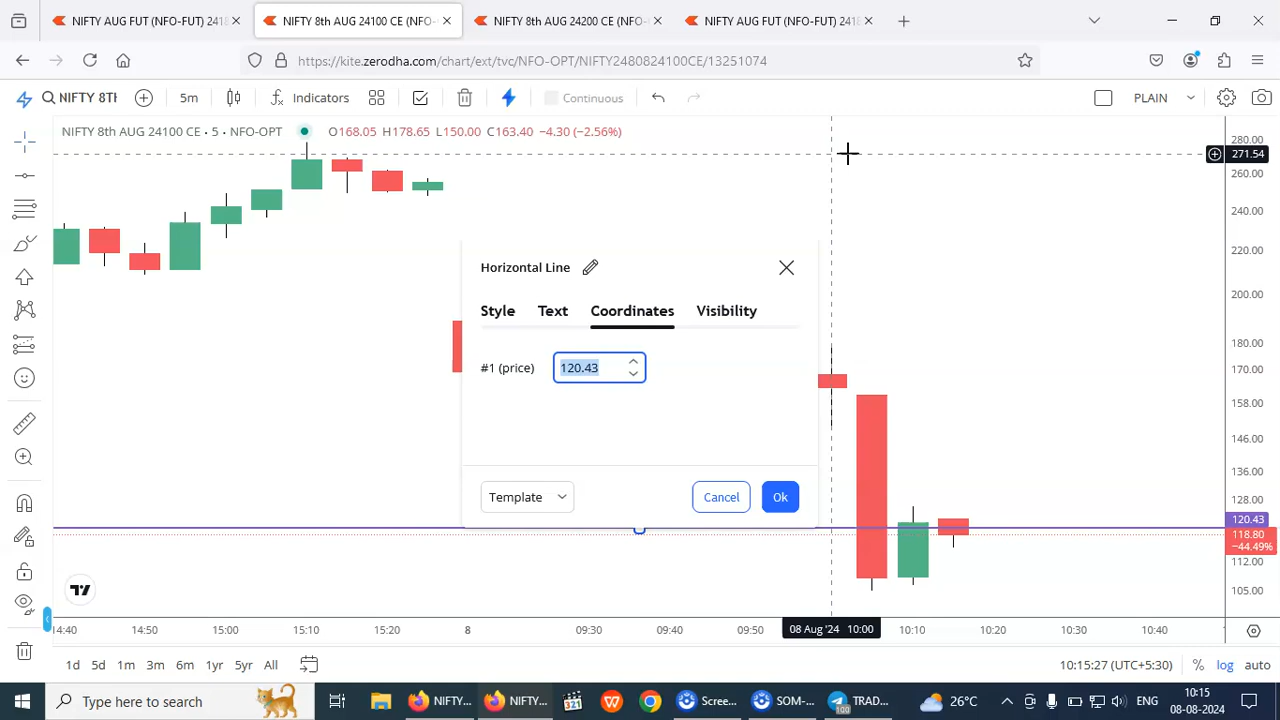 NIFTY AUG FUT (NFO-FUT) 2418
NIFTY 8th AUG 24100 CE (NFO-
NIFTY 8th AUG 24200 CE (NFO-
NIFTY AUG FUT (NFO-FUT) 2418
https://kite.zerodha.com/chart/ext/tvc/NFO-OPT/NIFTY2480824100CE/13251074
NIFTY 8TH
5m
Indicators
Continuous
PLAIN
NIFTY 8th AUG 24100 CE · 5 · NFO-OPT
O168.05 H178.65 L150.00 C163.40 −4.30 (−2.56%)
280.00
271.54
260.00
240.00
220.00
200.00
180.00
170.00
158.00
146.00
136.00
128.00
120.43
118.80
−44.49%
112.00
105.00
Horizontal Line
Style Text Coordinates Visibility
#1 (price) 120.43
Template Cancel Ok
14:40 14:50 15:00 15:10 15:20 8 09:30 09:40 09:50 08 Aug '24 10:00 10:10 10:20 10:30 10:40
1d 5d 1m 3m 6m 1yr 5yr All
10:15:27 (UTC+5:30) % log auto
Type here to search
NIFTY...
NIFTY...
321
Scree...
SOM-...
100
TRAD...
26°C
ENG
10:15
08-08-2024